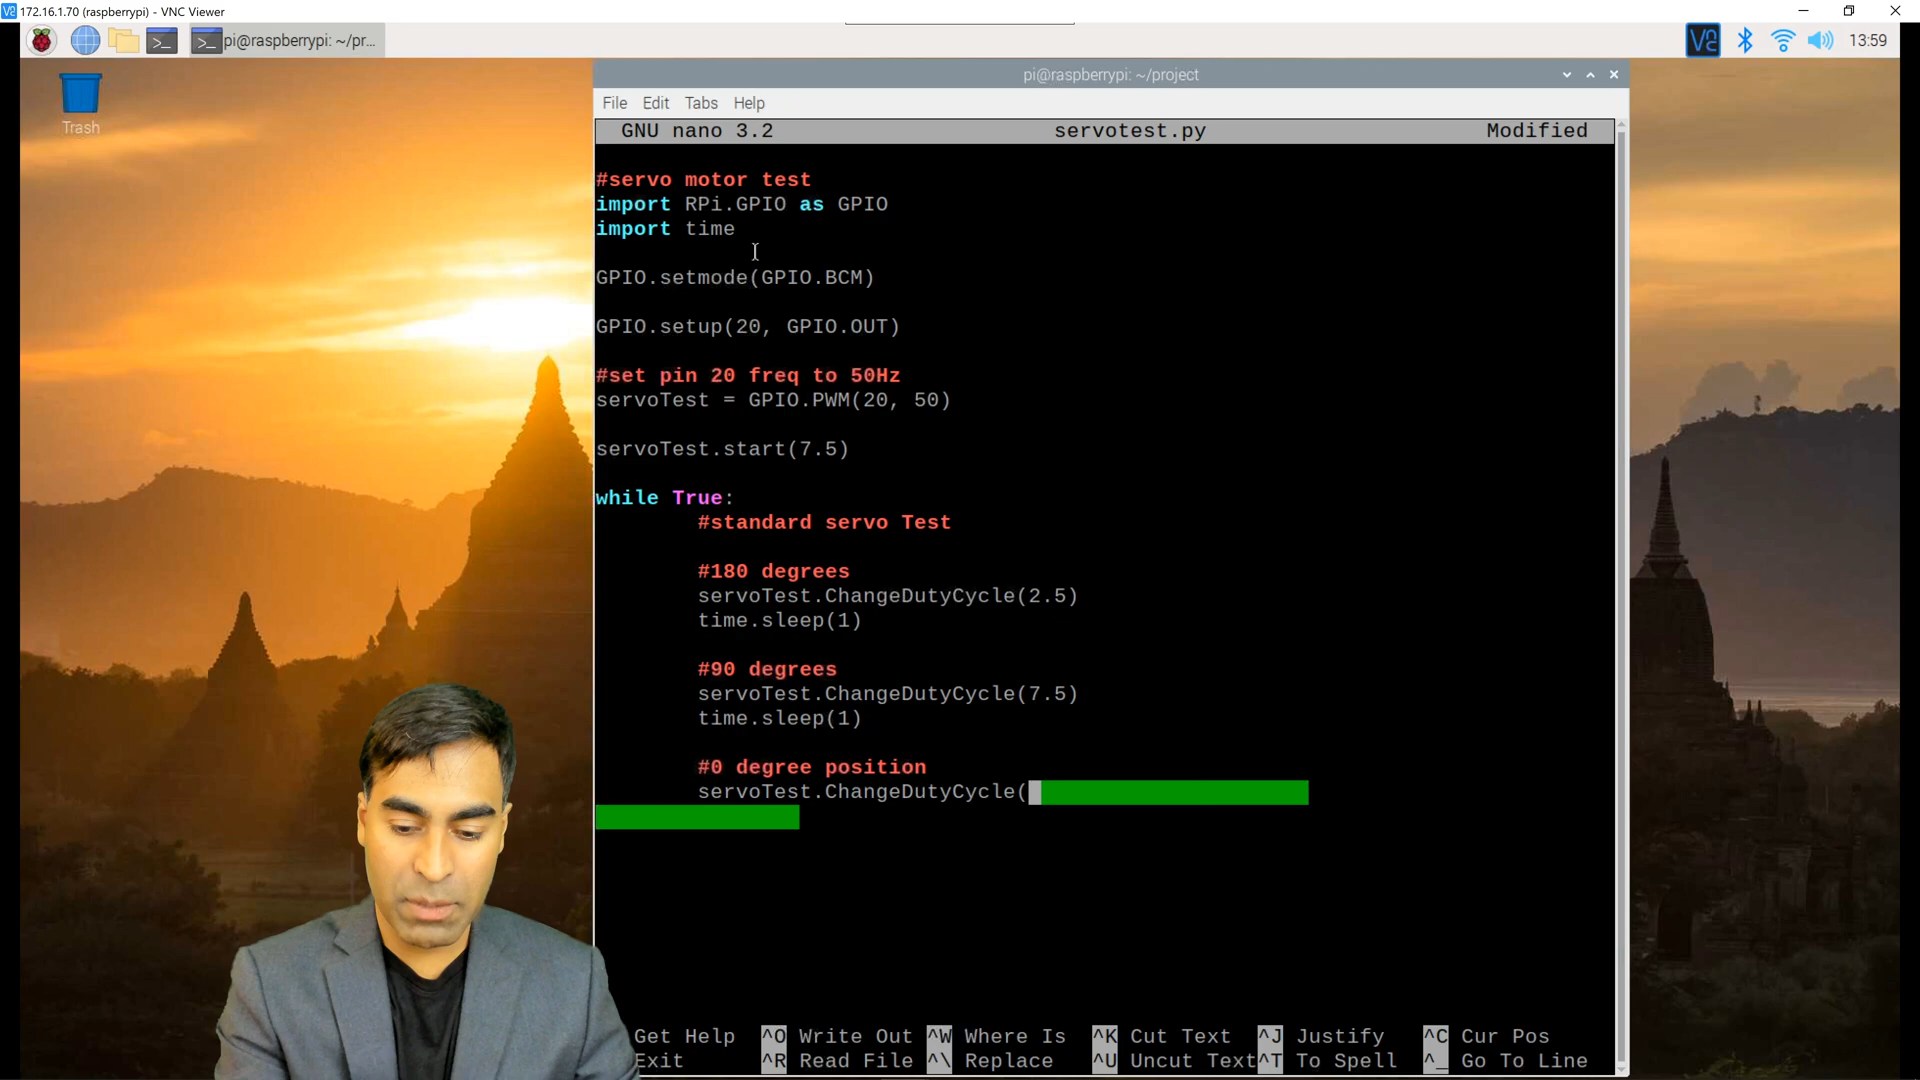 172.16.1.70 (raspberrypi) - VNC Viewer
pi@raspberrypi: ~/pr...
13:59
Trash
pi@raspberrypi: ~/project
File Edit Tabs Help
GNU nano 3.2 servotest.py Modified
#servo motor test
import RPi.GPIO as GPIO
import time
GPIO.setmode(GPIO.BCM)
GPIO.setup(20, GPIO.OUT)
#set pin 20 freq to 50Hz
servoTest = GPIO.PWM(20, 50)
servoTest.start(7.5)
while True:
#standard servo Test
#180 degrees
servoTest.ChangeDutyCycle(2.5)
time.sleep(1)
#90 degrees
servoTest.ChangeDutyCycle(7.5)
time.sleep(1)
#0 degree position
servoTest.ChangeDutyCycle(
Get Help ^O Write Out ^W Where Is ^K Cut Text ^J Justify ^C Cur Pos
Exit ^R Read File ^\ Replace ^U Uncut Text ^T To Spell ^_ Go To Line